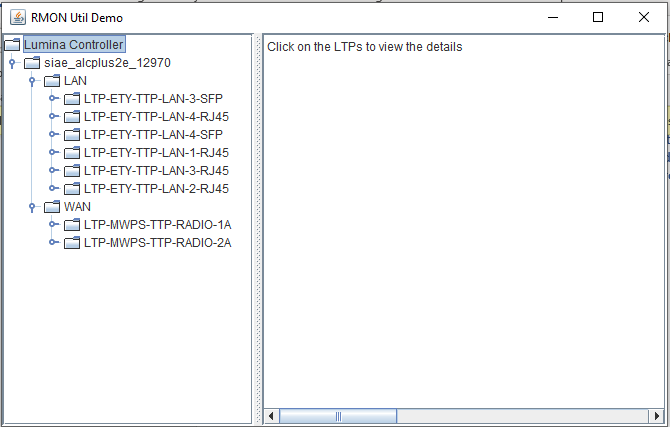 RMON Util Demo
Lumina Controller
siae_alcplus2e_12970
LAN
LTP-ETY-TTP-LAN-3-SFP
LTP-ETY-TTP-LAN-4-RJ45
LTP-ETY-TTP-LAN-4-SFP
LTP-ETY-TTP-LAN-1-RJ45
LTP-ETY-TTP-LAN-3-RJ45
LTP-ETY-TTP-LAN-2-RJ45
WAN
LTP-MWPS-TTP-RADIO-1A
LTP-MWPS-TTP-RADIO-2A
Click on the LTPs to view the details